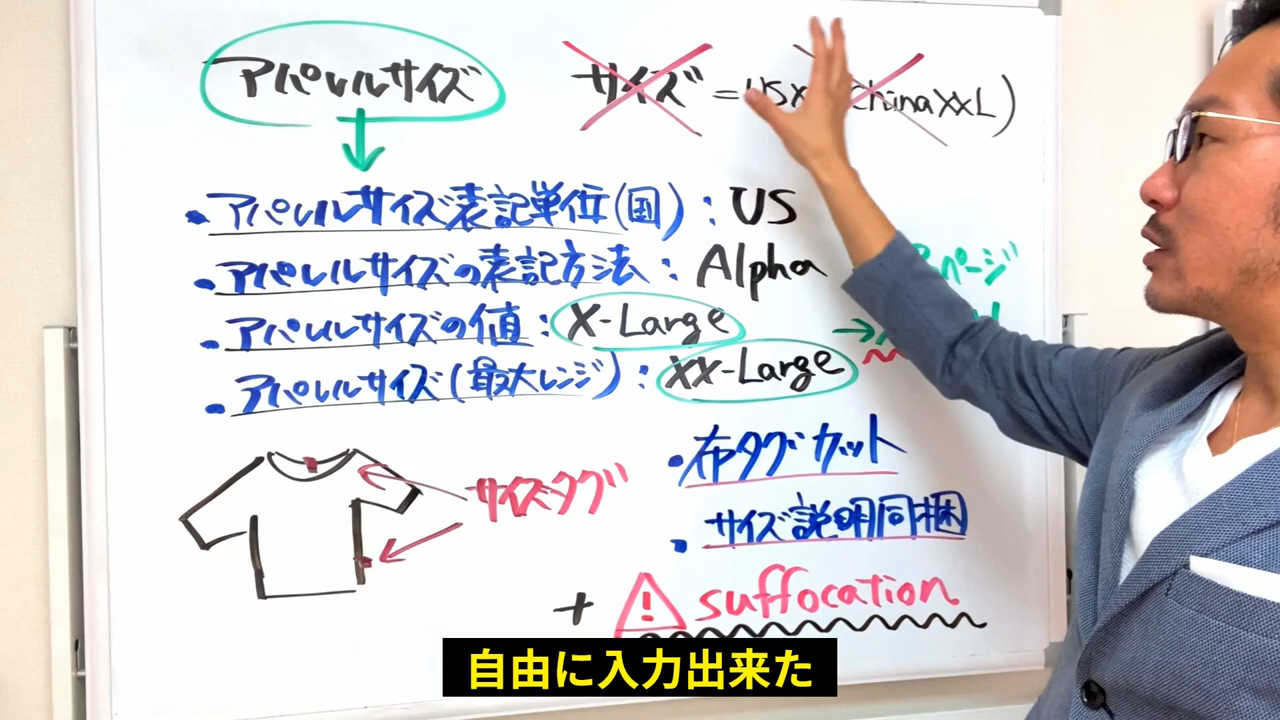 アパレルサイズ
サイズ = USX chinaXXL)
・アパレルサイズ表記単位(国) : US
・アパレルサイズの表記方法 : Alpha
・アパレルサイズの値 : X-Large
・アパレルサイズ(最大レンジ) : XX-Large
ページ
サイズタグ
・布タグカット
・サイズ説明同梱
+ ! suffocation
自由に入力出来た